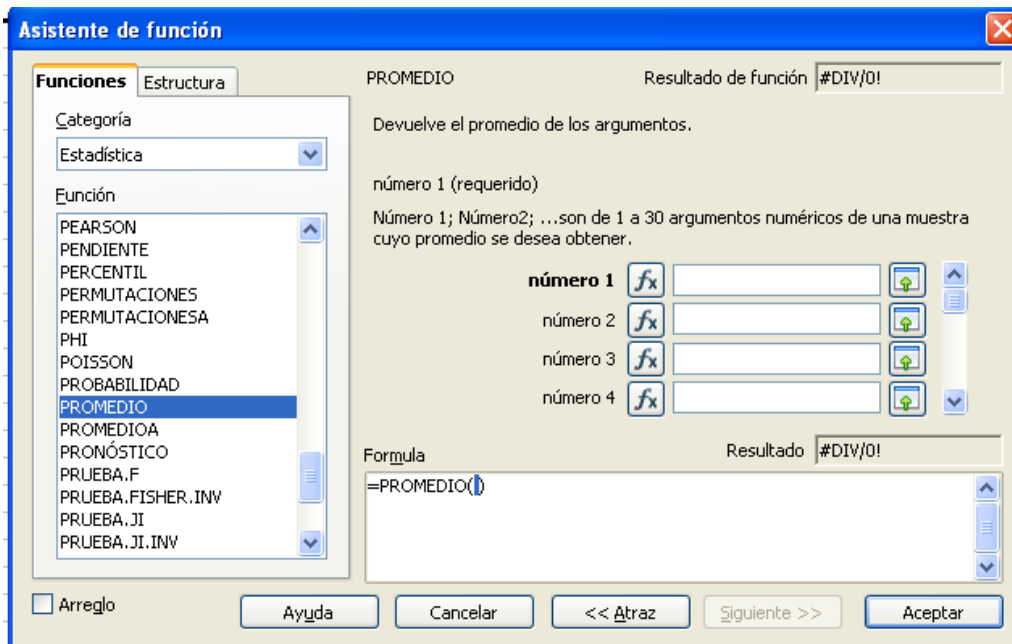 Asistente de función
Funciones Estructura
Categoría
Estadística
Función
PEARSON
PENDIENTE
PERCENTIL
PERMUTACIONES
PERMUTACIONESA
PHI
POISSON
PROBABILIDAD
PROMEDIO
PROMEDIOA
PRONÓSTICO
PRUEBA.F
PRUEBA.FISHER.INV
PRUEBA.JI
PRUEBA.JI.INV
PROMEDIO Resultado de función #DIV/0!
Devuelve el promedio de los argumentos.
número 1 (requerido)
Número 1; Número2; ...son de 1 a 30 argumentos numéricos de una muestra
cuyo promedio se desea obtener.
número 1 fx
número 2 fx
número 3 fx
número 4 fx
Formula Resultado #DIV/0!
=PROMEDIO()
Arreglo Ayuda Cancelar << Atraz Siguiente >> Aceptar